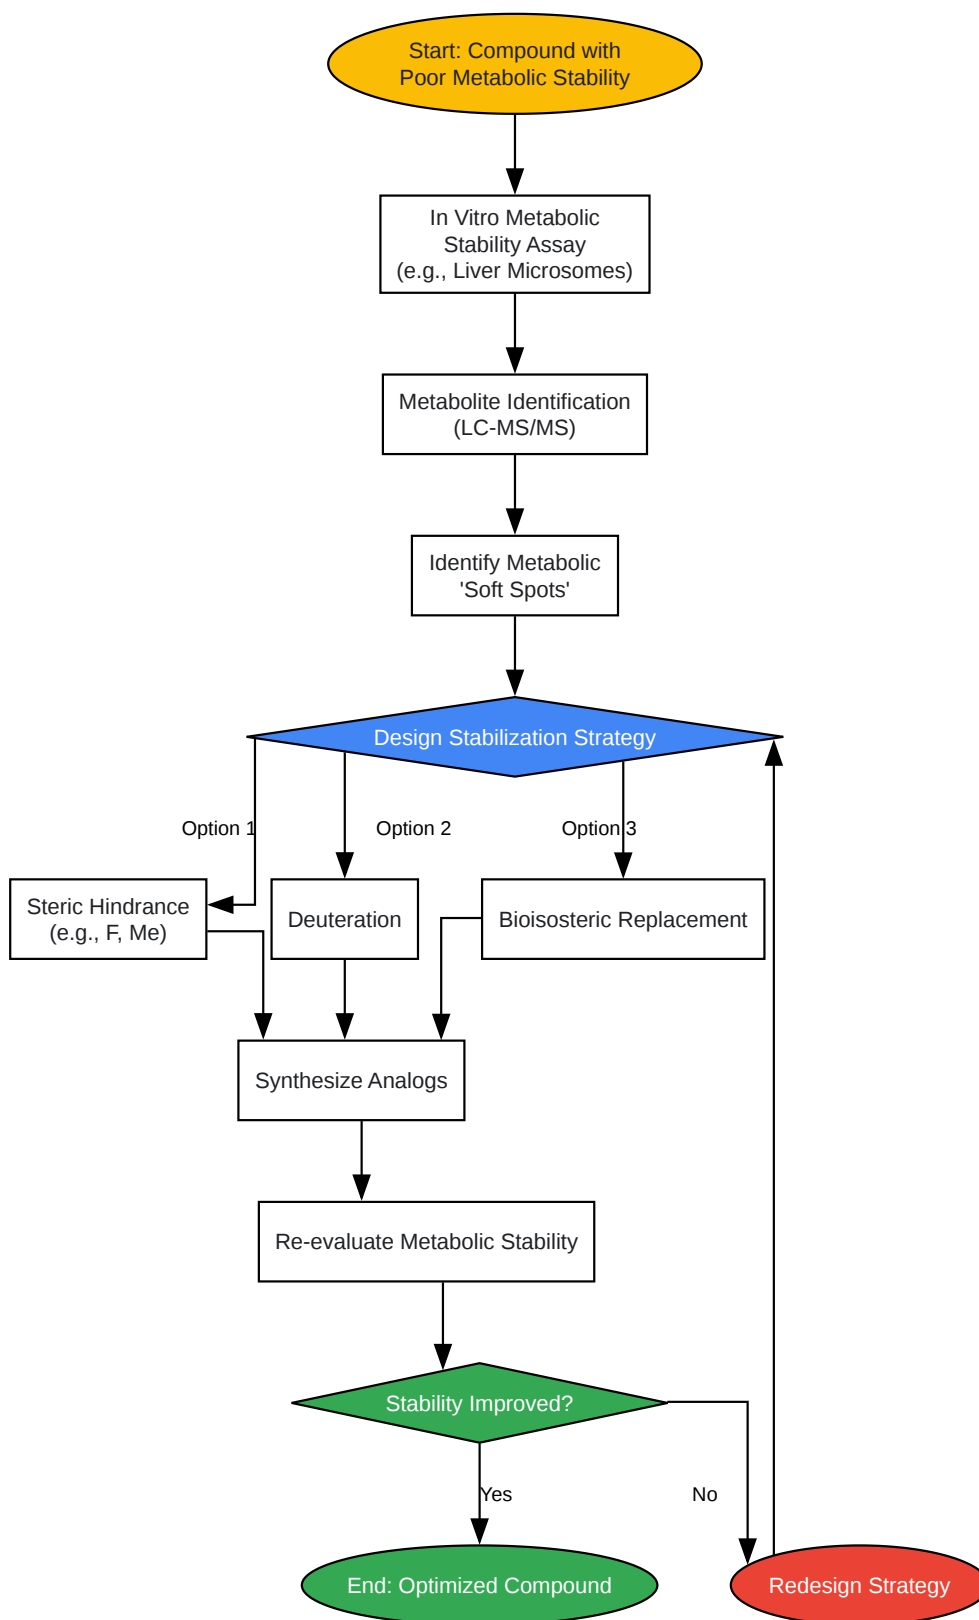 Start: Compound with
Poor Metabolic Stability
In Vitro Metabolic
Stability Assay
(e.g., Liver Microsomes)
Metabolite Identification
(LC-MS/MS)
Identify Metabolic
'Soft Spots'
Design Stabilization Strategy
Option 1
Option 2
Option 3
Steric Hindrance
(e.g., F, Me)
Deuteration
Bioisosteric Replacement
Synthesize Analogs
Re-evaluate Metabolic Stability
Stability Improved?
Yes
No
End: Optimized Compound
Redesign Strategy